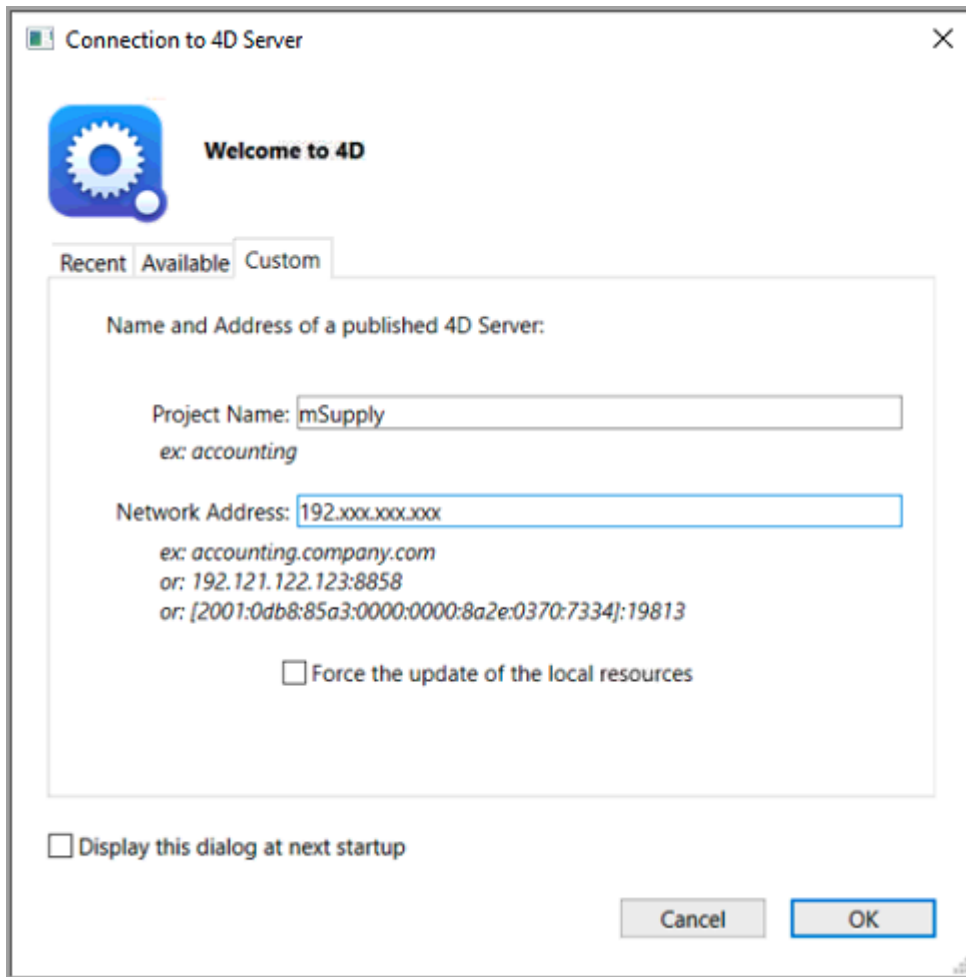 Connection to 4D Server
Welcome to 4D
Recent Available Custom
Name and Address of a published 4D Server:
Project Name: mSupply
ex: accounting
Network Address: 192.xxx.xxx.xxx
ex: accounting.company.com
or: 192.121.122.123:8858
or: [2001:0db8:85a3:0000:0000:8a2e:0370:7334]:19813
Force the update of the local resources
Display this dialog at next startup
Cancel OK